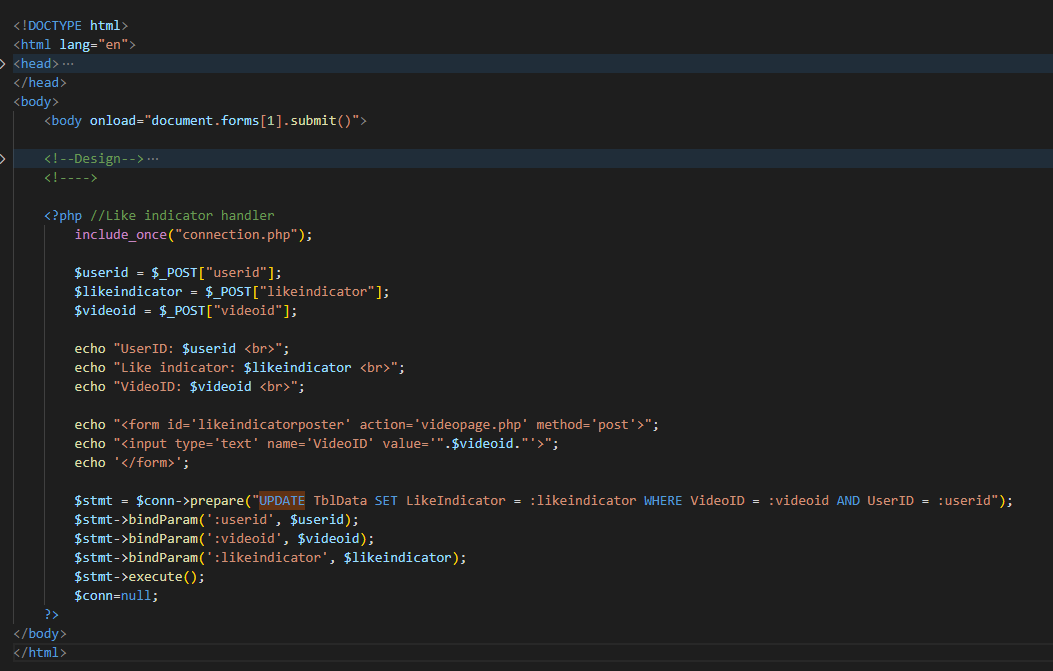 <!DOCTYPE html>
<html lang="en">
<head>···
</head>
<body>
<body onload="document.forms[1].submit()">
<!--Design-->···
<!---->
<?php //Like indicator handler
include_once("connection.php");
$userid = $_POST["userid"];
$likeindicator = $_POST["likeindicator"];
$videoid = $_POST["videoid"];
echo "UserID: $userid <br>";
echo "Like indicator: $likeindicator <br>";
echo "VideoID: $videoid <br>";
echo "<form id='likeindicatorposter' action='videopage.php' method='post'>";
echo "<input type='text' name='VideoID' value='".$videoid."'>";
echo '</form>';
$stmt = $conn->prepare("UPDATE TblData SET LikeIndicator = :likeindicator WHERE VideoID = :videoid AND UserID = :userid");
$stmt->bindParam(':userid', $userid);
$stmt->bindParam(':videoid', $videoid);
$stmt->bindParam(':likeindicator', $likeindicator);
$stmt->execute();
$conn=null;
?>
</body>
</html>